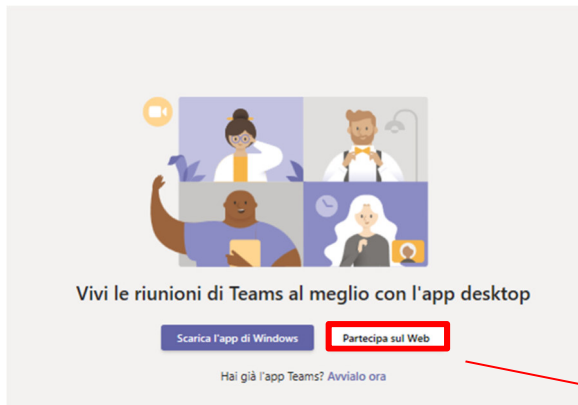 Vivi le riunioni di Teams al meglio con l'app desktop
Scarica l'app di Windows Partecipa sul Web
Hai già l'app Teams? Avvialo ora